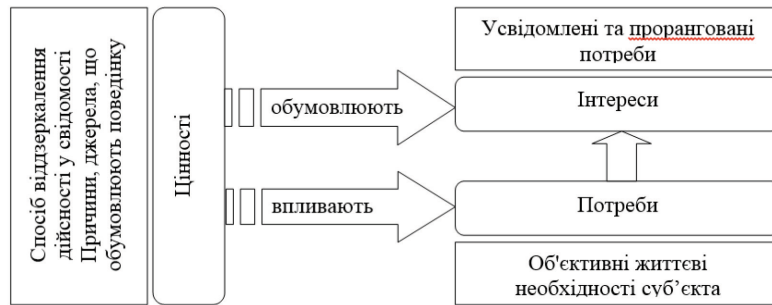 Спосіб віддзеркалення
дійсності у свідомості
Причини, джерела, що
обумовлюють поведінку
Цінності
обумовлюють
впливають
Усвідомлені та проранговані
потреби
Інтереси
Потреби
Об'єктивні життєві
необхідності суб’єкта